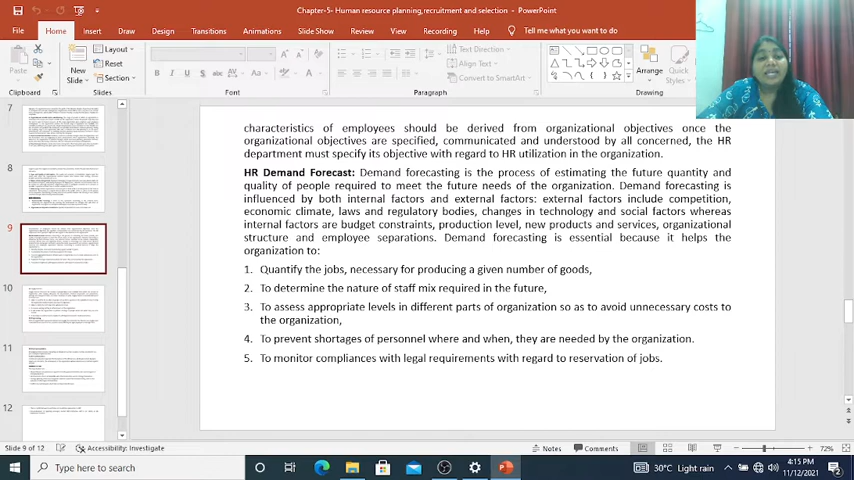 Chapter-5- Human resource planning,recruitment and selection - PowerPoint
File
Home
Insert
Draw
Design
Transitions
Animations
Slide Show
Review
View
Recording
Help
Tell me what you want to do
Paste
New
Slide
Layout
Reset
Section
Text Direction
Align Text
Convert to SmartArt
Arrange
Quick
Styles
Clipboard
Slides
Font
Paragraph
Drawing
7
8
9
10
11
12
characteristics of employees should be derived from organizational objectives once the
organizational objectives are specified, communicated and understood by all concerned, the HR
department must specify its objective with regard to HR utilization in the organization.
HR Demand Forecast: Demand forecasting is the process of estimating the future quantity and
quality of people required to meet the future needs of the organization. Demand forecasting is
influenced by both internal factors and external factors: external factors include competition,
economic climate, laws and regulatory bodies, changes in technology and social factors whereas
internal factors are budget constraints, production level, new products and services, organizational
structure and employee separations. Demand forecasting is essential because it helps the
organization to:
1. Quantify the jobs, necessary for producing a given number of goods,
2. To determine the nature of staff mix required in the future,
3. To assess appropriate levels in different parts of organization so as to avoid unnecessary costs to
the organization,
4. To prevent shortages of personnel where and when, they are needed by the organization.
5. To monitor compliances with legal requirements with regard to reservation of jobs.
Slide 9 of 12
Accessibility: Investigate
Notes
Comments
72%
Type here to search
30°C Light rain
4:15 PM
11/12/2021
2